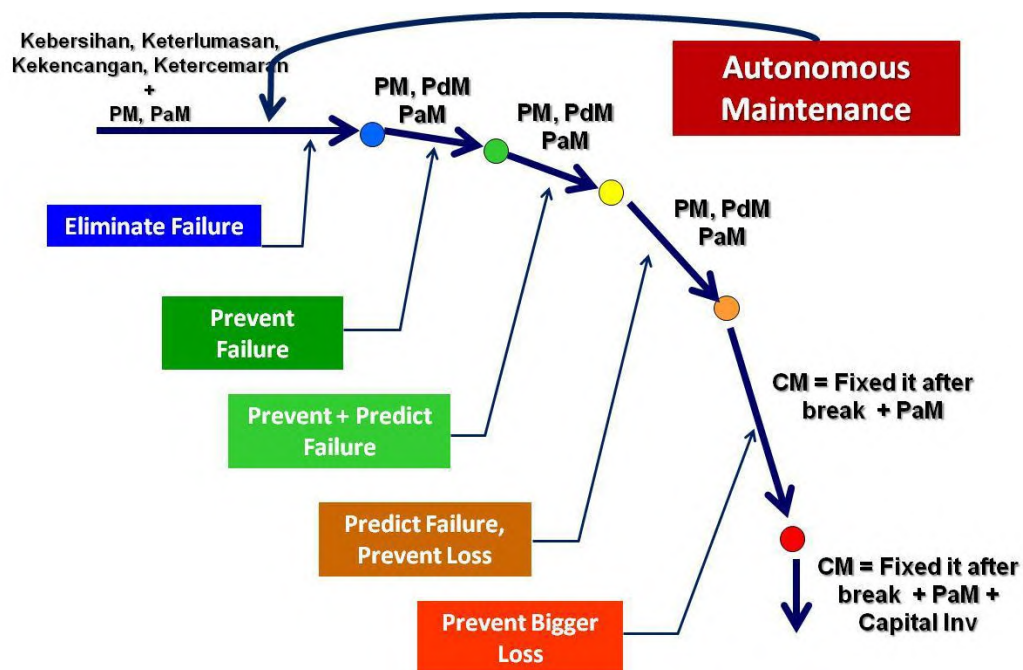 Kebersihan, Keterlumasan,
Kekencangan, Ketercemaran
+
PM, PaM
Autonomous
Maintenance
PM, PdM
PaM
PM, PdM
PaM
PM, PdM
PaM
Eliminate Failure
Prevent
Failure
Prevent + Predict
Failure
CM = Fixed it after
break + PaM
Predict Failure,
Prevent Loss
CM = Fixed it after
break + PaM +
Capital Inv
Prevent Bigger
Loss